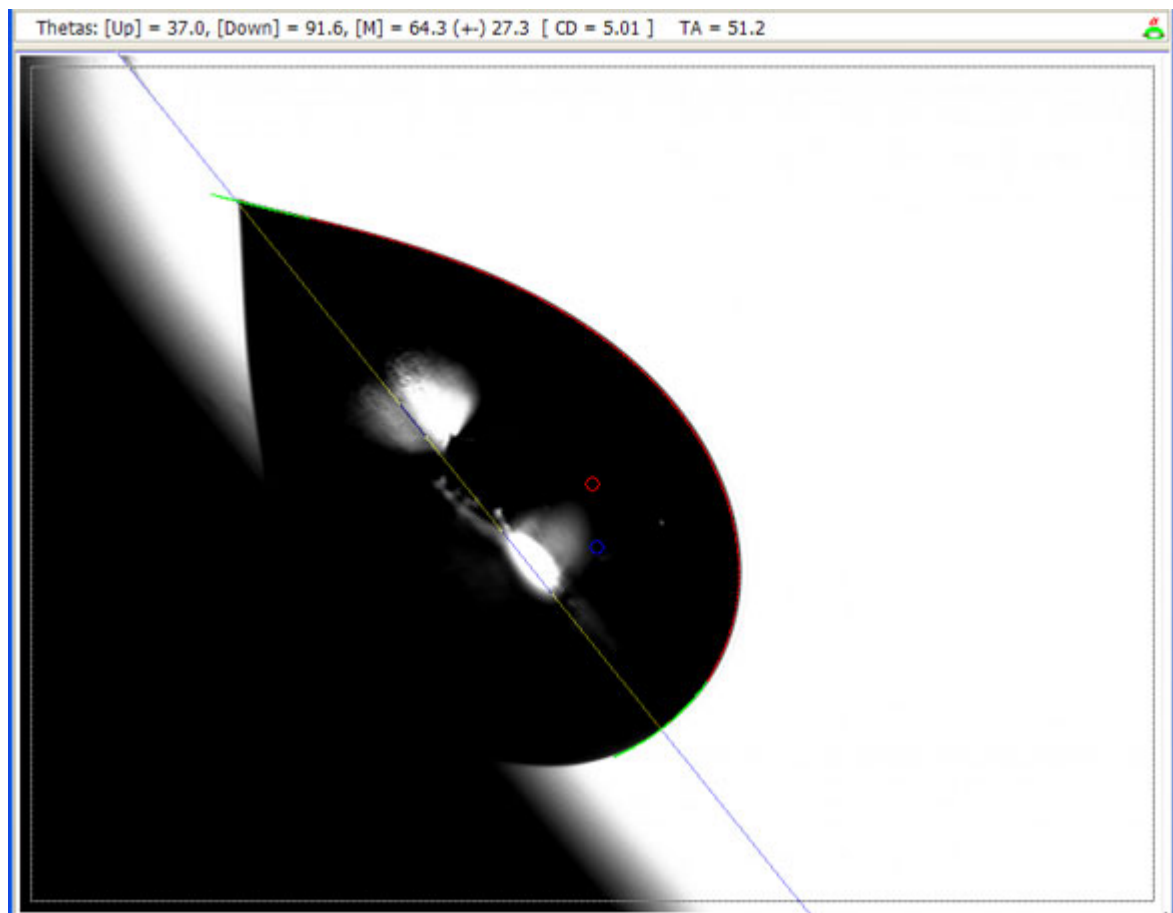 Thetas: [Up] = 37.0, [Down] = 91.6, [M] = 64.3 (+-) 27.3 [ CD = 5.01 ] TA = 51.2